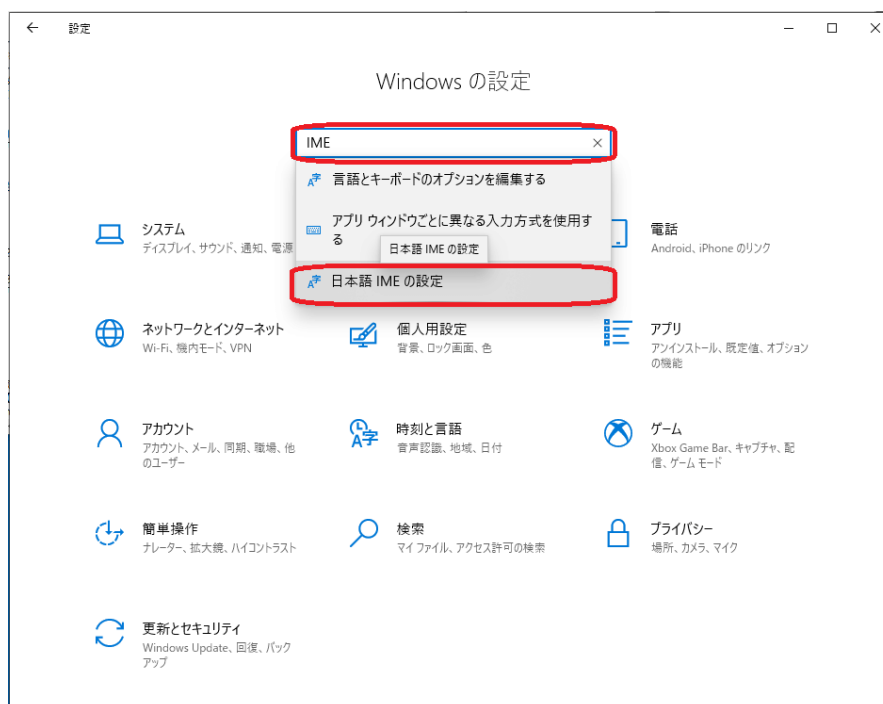 設定
Windows の設定
IME
言語とキーボードのオプションを編集する
アプリ ウィンドウごとに異なる入力方式を使用す
る
日本語 IME の設定
日本語 IME の設定
システム
ディスプレイ、サウンド、通知、電源
電話
Android、iPhone のリンク
ネットワークとインターネット
Wi-Fi、機内モード、VPN
個人用設定
背景、ロック画面、色
アプリ
アンインストール、既定値、オプション
の機能
アカウント
アカウント、メール、同期、職場、他
のユーザー
時刻と言語
音声認識、地域、日付
ゲーム
Xbox Game Bar、キャプチャ、配
信、ゲーム モード
簡単操作
ナレーター、拡大鏡、ハイコントラスト
検索
マイ ファイル、アクセス許可の検索
プライバシー
場所、カメラ、マイク
更新とセキュリティ
Windows Update、回復、バック
アップ